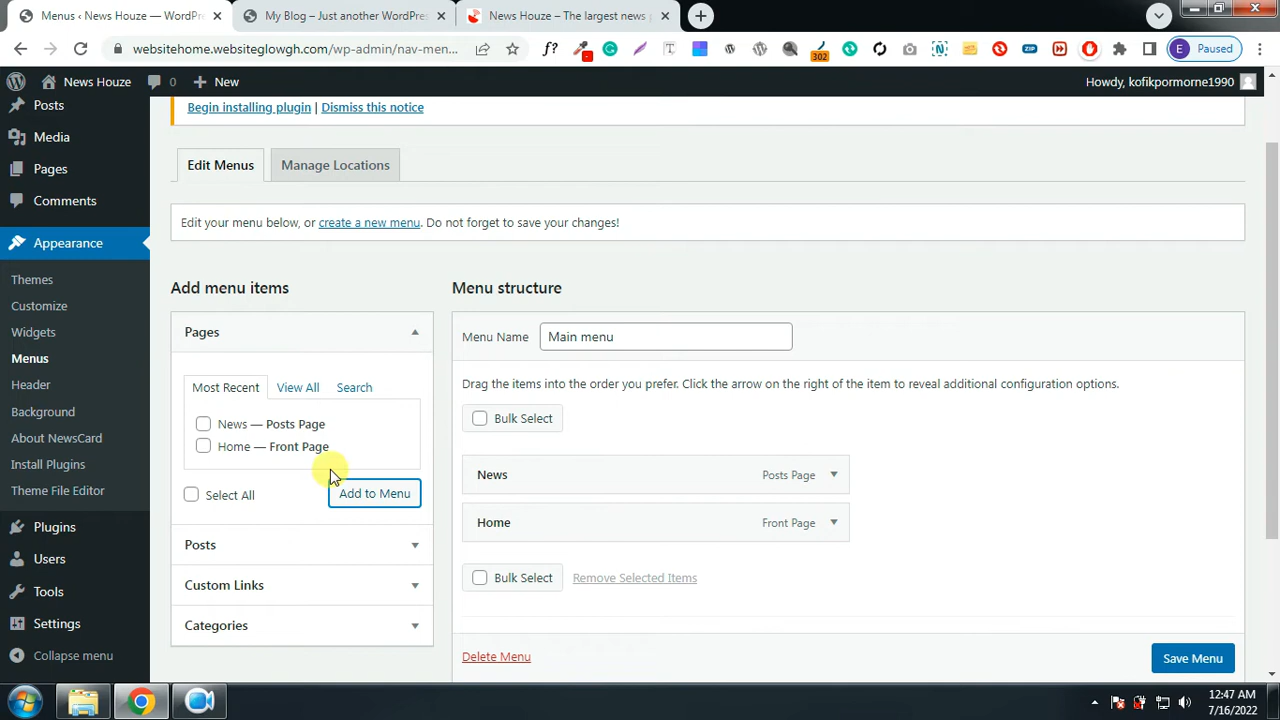 Menus ‹ News Houze — WordPr
My Blog – Just another WordPres
News Houze – The largest news p
websitehome.websiteglowgh.com/wp-admin/nav-men...
f?
302
ZIP
E Paused
News Houze
0
New
Howdy, kofikpormorne1990
Posts
Media
Pages
Comments
Appearance
Themes
Customize
Widgets
Menus
Header
Background
About NewsCard
Install Plugins
Theme File Editor
Plugins
Users
Tools
Settings
Collapse menu
Begin installing plugin | Dismiss this notice
Edit Menus
Manage Locations
Edit your menu below, or create a new menu. Do not forget to save your changes!
Add menu items
Pages
Most Recent
View All
Search
News — Posts Page
Home — Front Page
Select All
Add to Menu
Posts
Custom Links
Categories
Menu structure
Menu Name
Main menu
Drag the items into the order you prefer. Click the arrow on the right of the item to reveal additional configuration options.
Bulk Select
News Posts Page
Home Front Page
Bulk Select
Remove Selected Items
Delete Menu
Save Menu
12:47 AM
7/16/2022